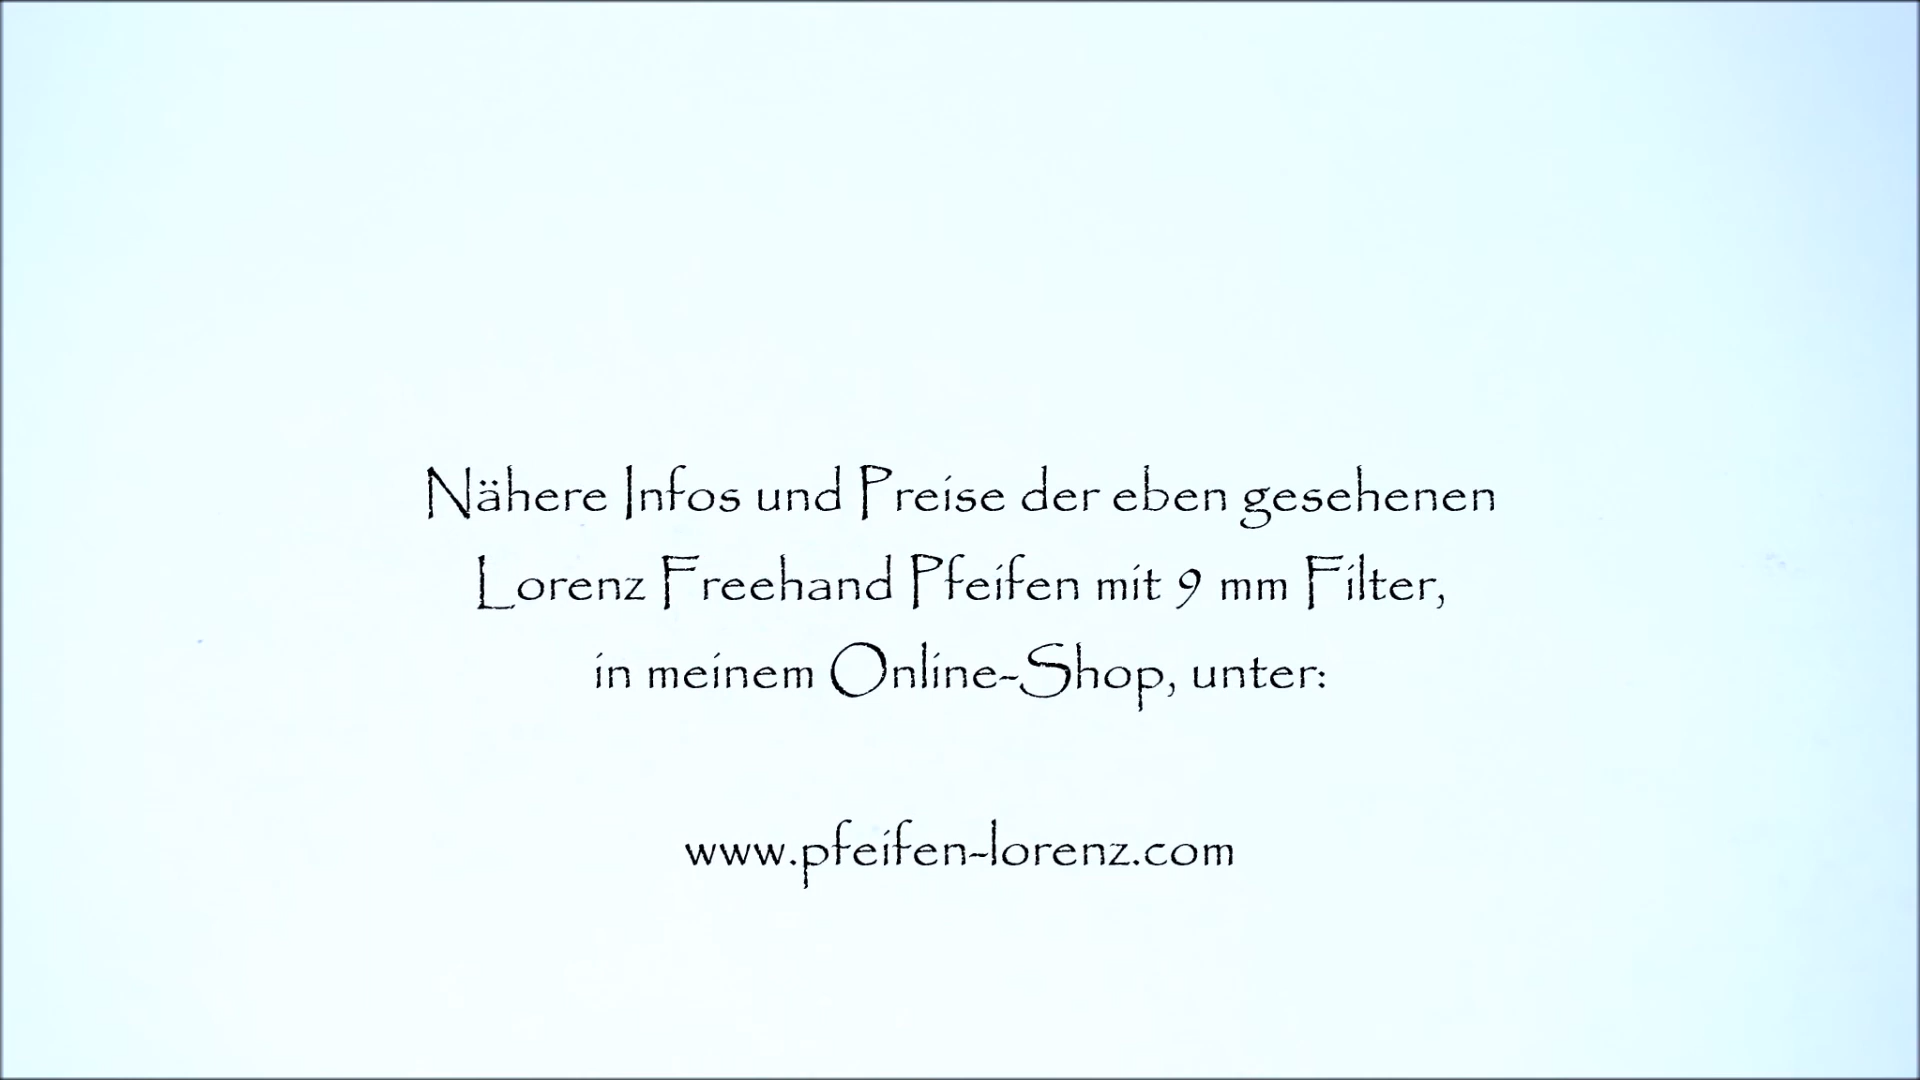 Nähere Infos und Preise der eben gesehenen
Lorenz Freehand Pfeifen mit 9 mm Filter,
in meinem Online-Shop, unter:
www.pfeifen-lorenz.com